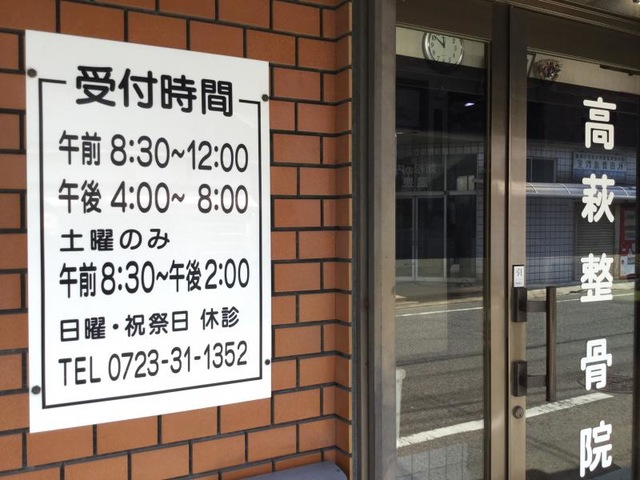 受付時間
午前 8:30~12:00
午後 4:00~ 8:00
土曜のみ
午前8:30~午後2:00
日曜・祝祭日 休診
TEL 0723-31-1352
高萩整骨院